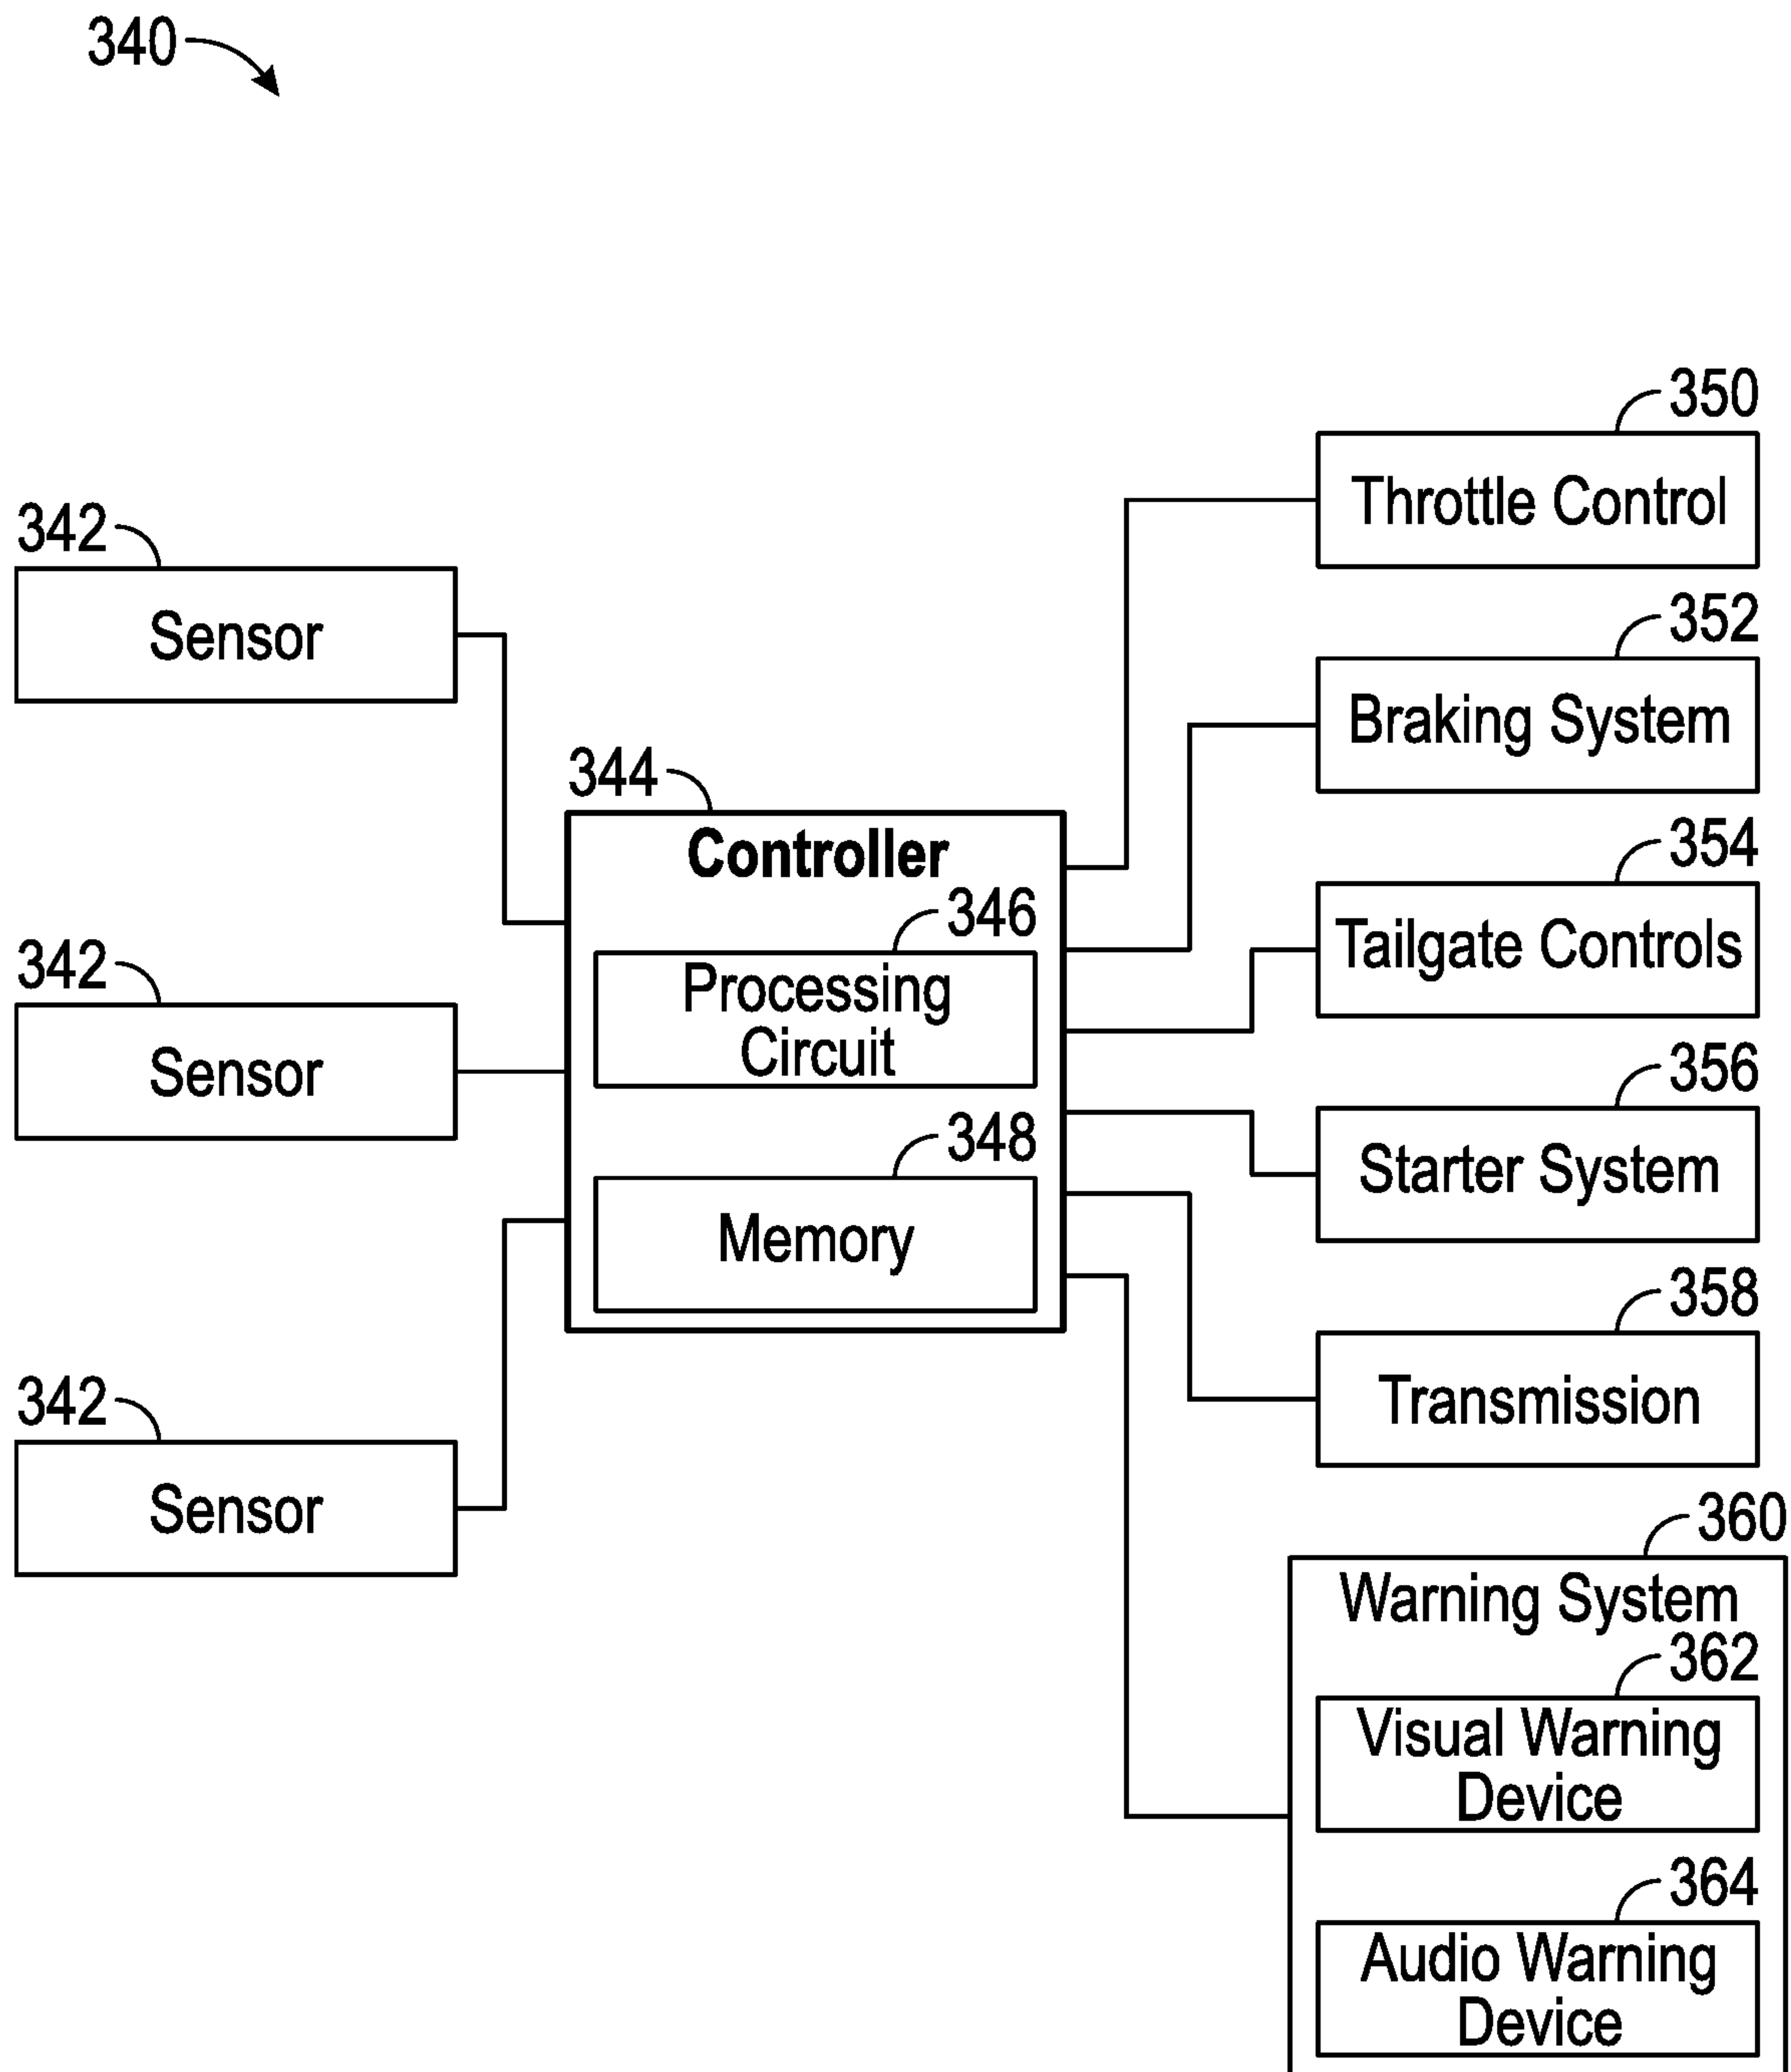 340
350
Throttle Control
342
Sensor
352
Braking System
344
Controller
354
Tailgate Controls
346
Processing
Circuit
342
Sensor
356
Starter System
348
Memory
358
Transmission
342
Sensor
360
Warning System
362
Visual Warning
Device
364
Audio Warning
Device